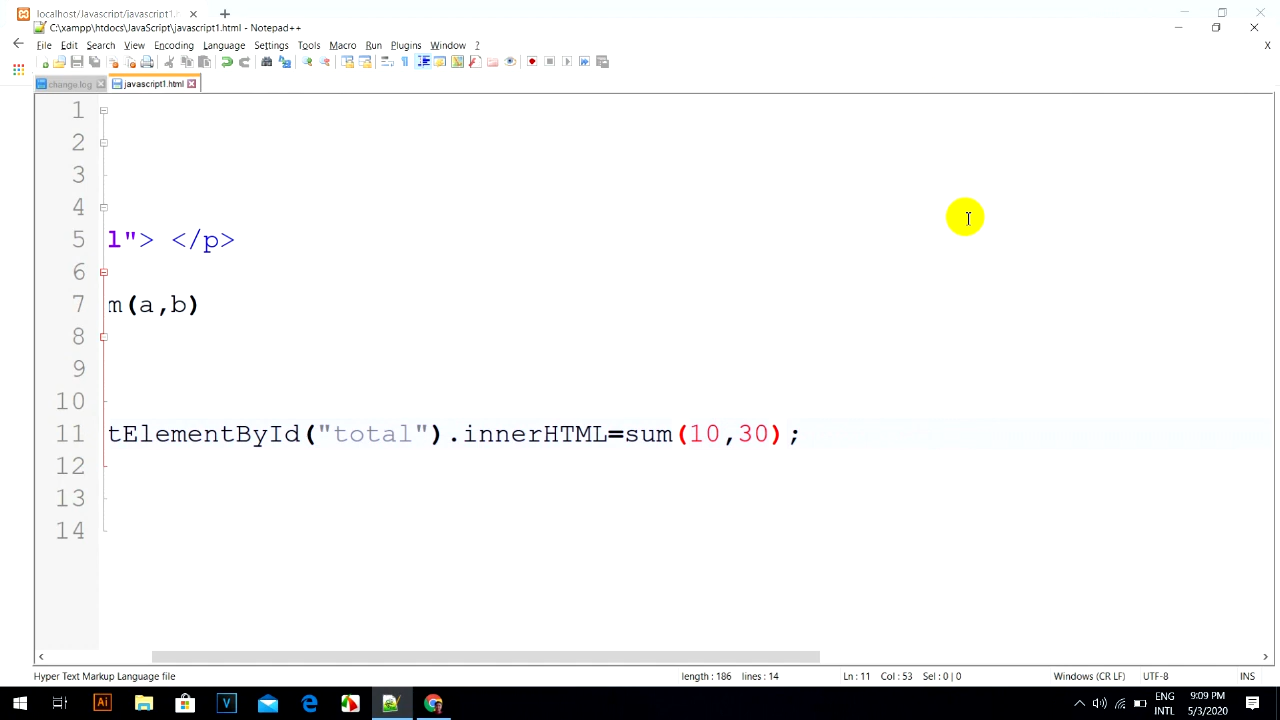 localhost/Javascript/javascript1.
C:\xampp\htdocs\JavaScript\javascript1.html - Notepad++
File Edit Search View Encoding Language Settings Tools Macro Run Plugins Window ?
change.log javascript1.html
1
2
3
4
5 l"> </p>
6
7 m(a,b)
8
9
10
11 tElementById("total").innerHTML=sum(10,30);
12
13
14
Hyper Text Markup Language file length : 186 lines : 14 Ln : 11 Col : 53 Sel : 0 | 0 Windows (CR LF) UTF-8 INS
Ai V ENG 9:09 PM
INTL 5/3/2020